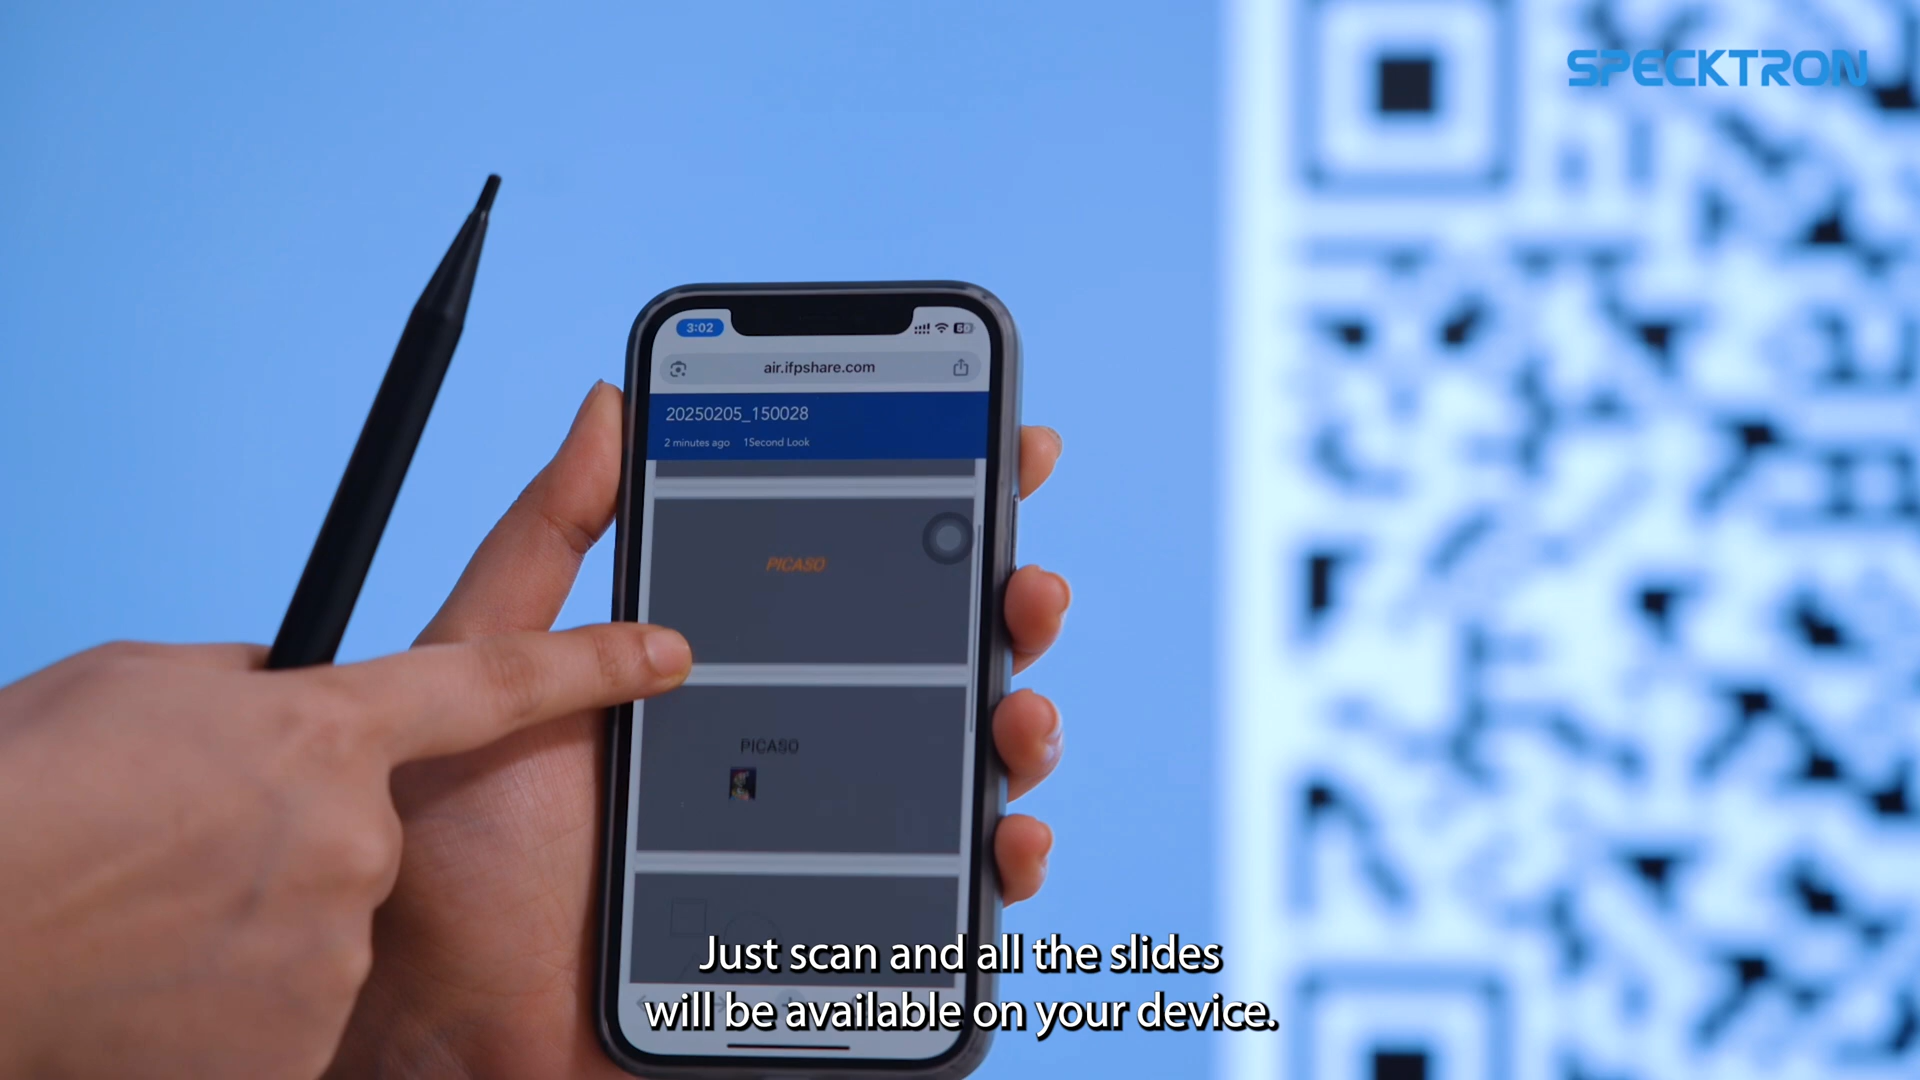 SPECKTRON
3:02
air.ifpshare.com
20250205_150028
2 minutes ago 1Second Look
PICASO
PICASO
Just scan and all the slides
will be available on your device.